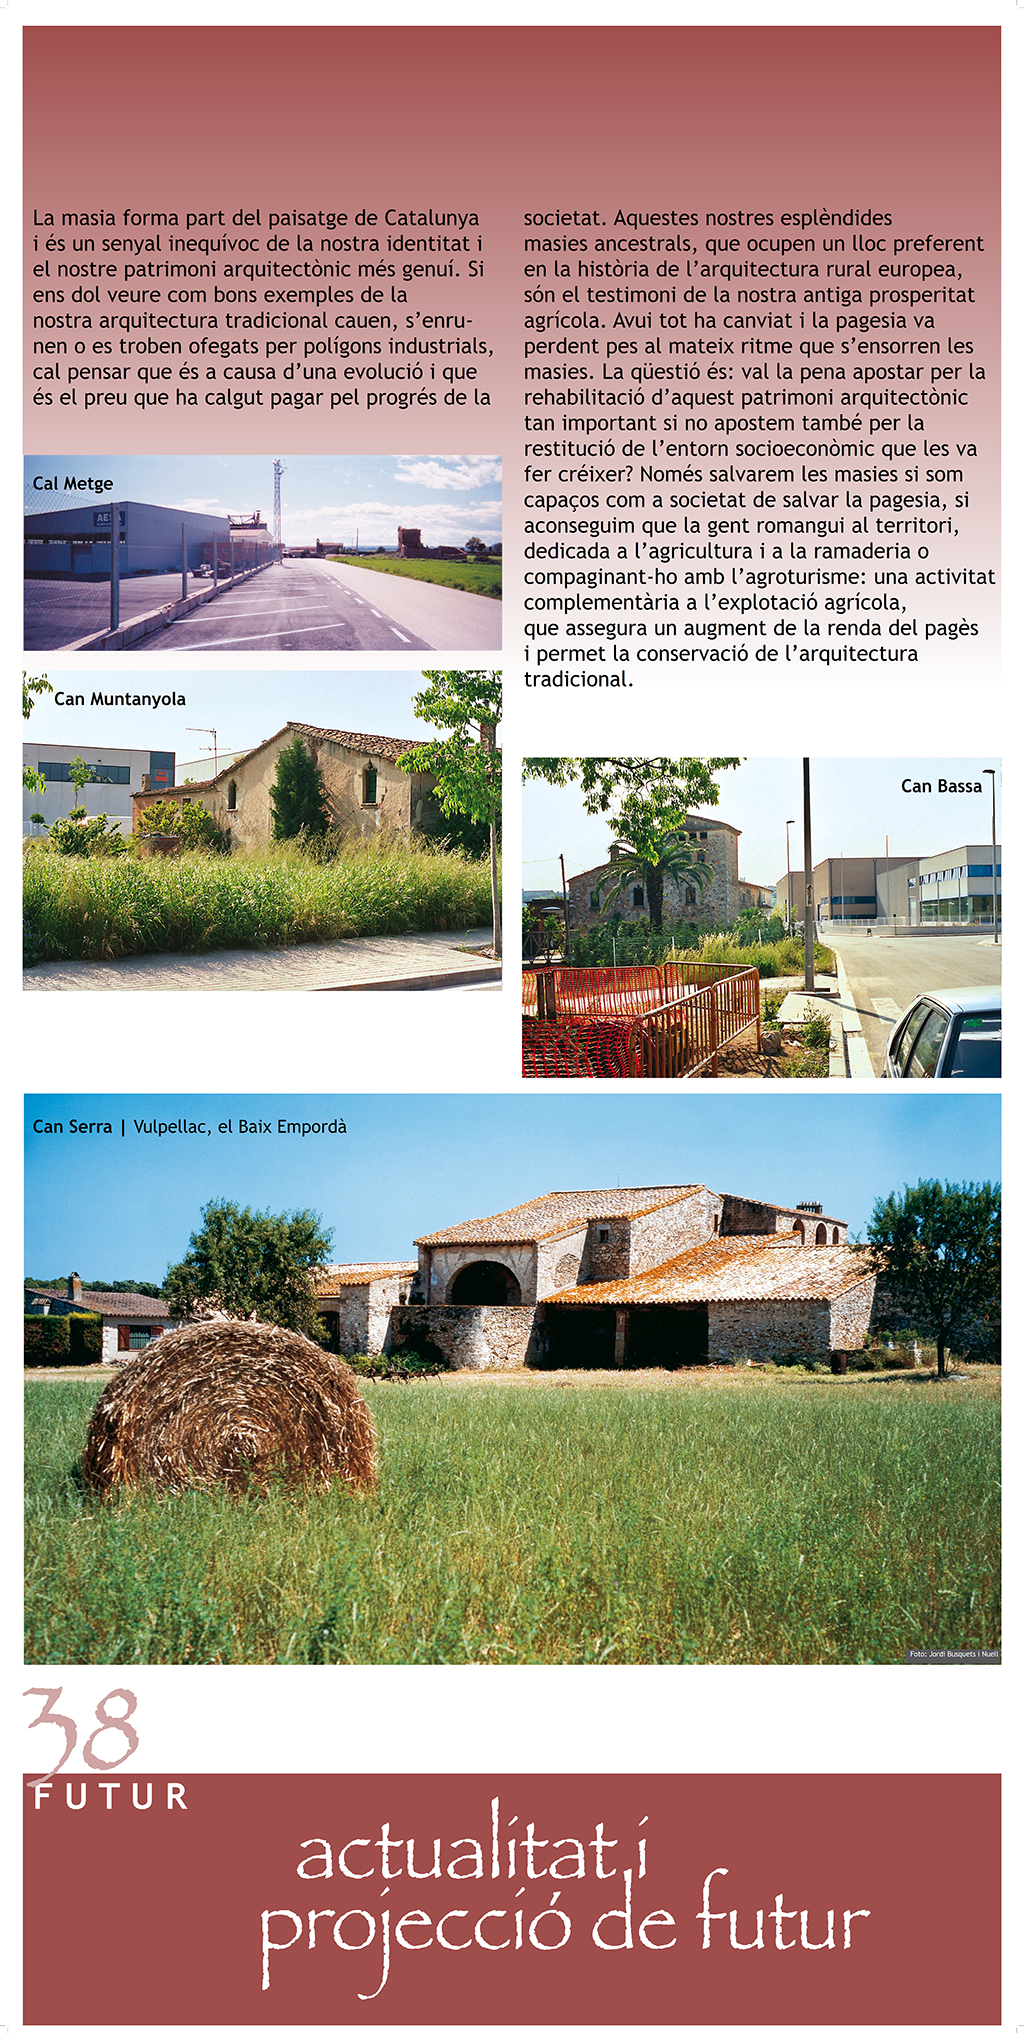 La masia forma part del paisatge de Catalunya
i és un senyal inequívoc de la nostra identitat i
el nostre patrimoni arquitectònic més genuí. Si
ens dol veure com bons exemples de la
nostra arquitectura tradicional cauen, s’enru-
nen o es troben ofegats per polígons industrials,
cal pensar que és a causa d’una evolució i que
és el preu que ha calgut pagar pel progrés de la
societat. Aquestes nostres esplèndides
masies ancestrals, que ocupen un lloc preferent
en la història de l’arquitectura rural europea,
són el testimoni de la nostra antiga prosperitat
agrícola. Avui tot ha canviat i la pagesia va
perdent pes al mateix ritme que s’ensorren les
masies. La qüestió és: val la pena apostar per la
rehabilitació d’aquest patrimoni arquitectònic
tan important si no apostem també per la
restitució de l’entorn socioeconòmic que les va
fer créixer? Només salvarem les masies si som
capaços com a societat de salvar la pagesia, si
aconseguim que la gent romangui al territori,
dedicada a l’agricultura i a la ramaderia o
compaginant-ho amb l’agroturisme: una activitat
complementària a l’explotació agrícola,
que assegura un augment de la renda del pagès
i permet la conservació de l’arquitectura
tradicional.
Cal Metge
Can Muntanyola
Can Bassa
Can Serra | Vulpellac, el Baix Empordà
Foto: Jordi Busquets i Nuell
38
FUTUR
actualitat i
projecció de futur